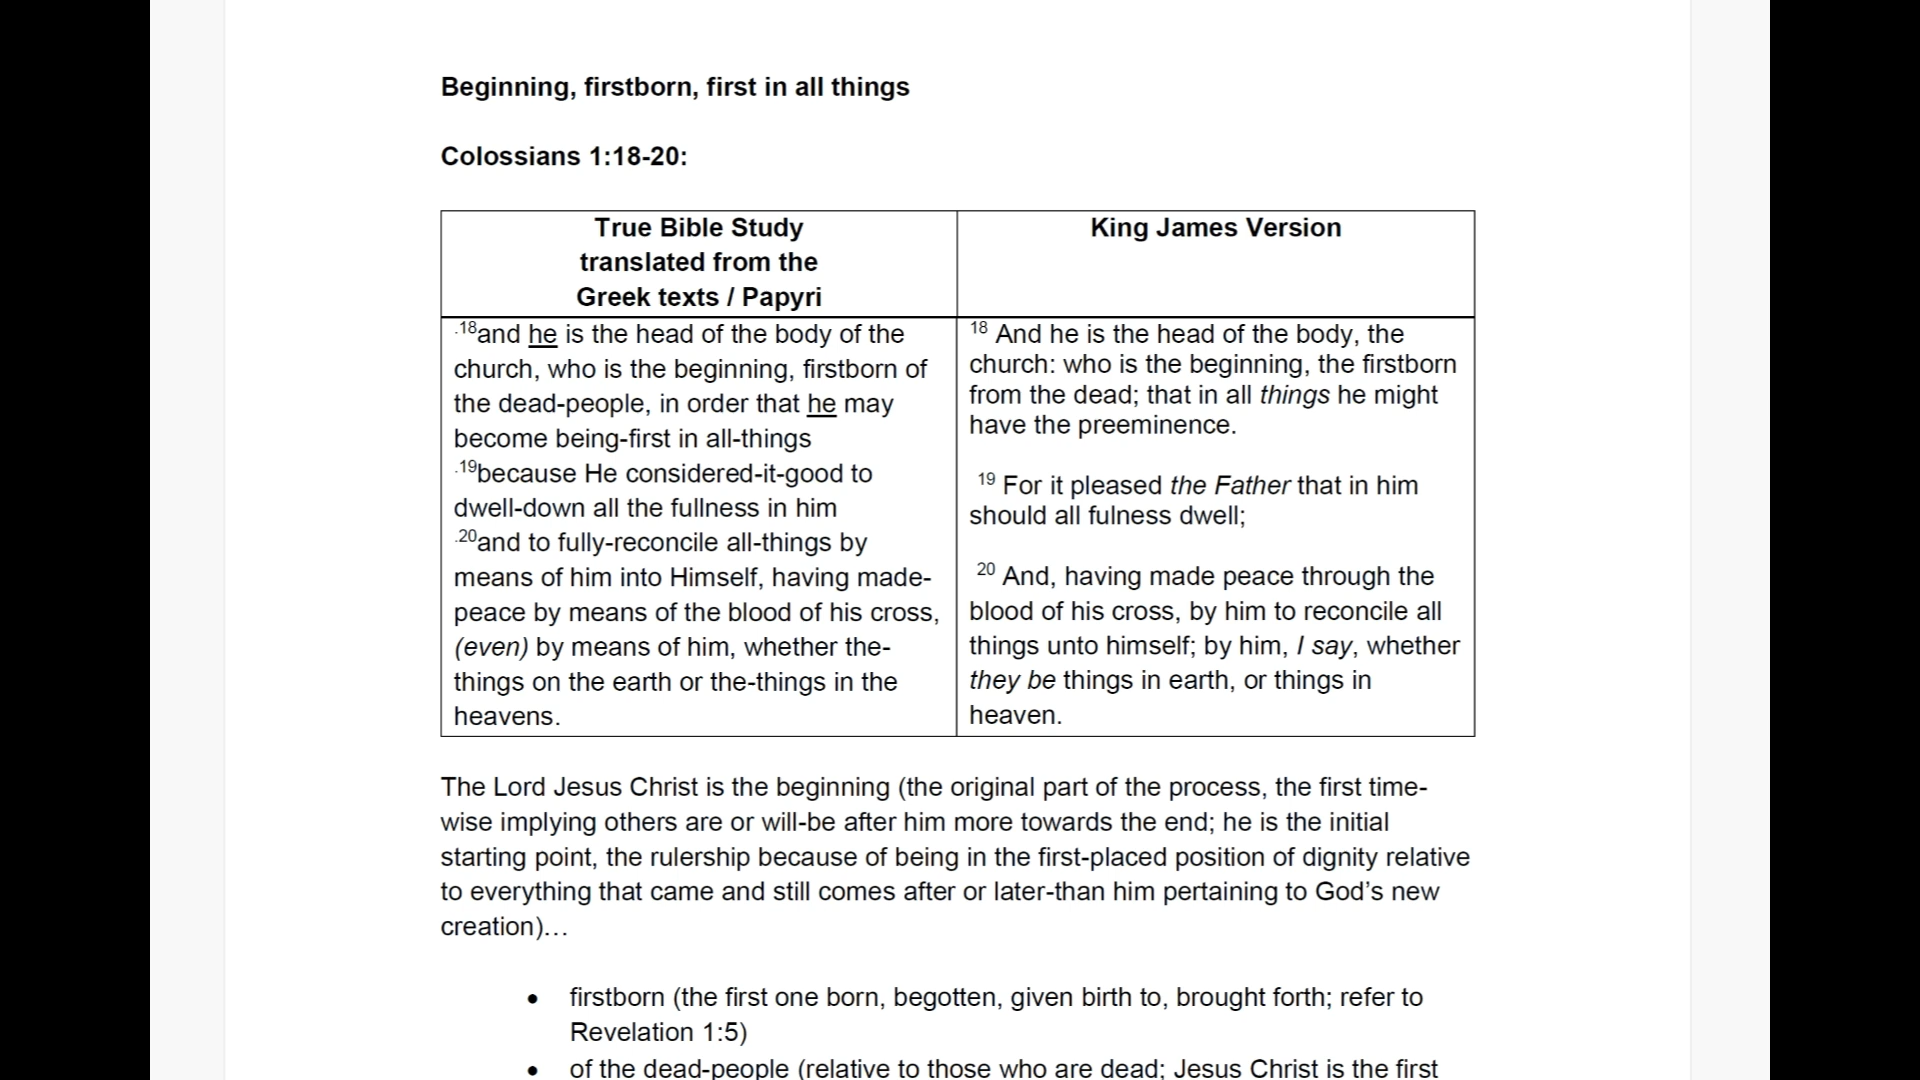 Beginning, firstborn, first in all things
Colossians 1:18-20:
True Bible Study
translated from the
Greek texts / Papyri
King James Version
.18and he is the head of the body of the
church, who is the beginning, firstborn of
the dead-people, in order that he may
become being-first in all-things
.19because He considered-it-good to
dwell-down all the fullness in him
.20and to fully-reconcile all-things by
means of him into Himself, having made-
peace by means of the blood of his cross,
(even) by means of him, whether the-
things on the earth or the-things in the
heavens.
18 And he is the head of the body, the
church: who is the beginning, the firstborn
from the dead; that in all things he might
have the preeminence.
19 For it pleased the Father that in him
should all fulness dwell;
20 And, having made peace through the
blood of his cross, by him to reconcile all
things unto himself; by him, I say, whether
they be things in earth, or things in
heaven.
The Lord Jesus Christ is the beginning (the original part of the process, the first time-
wise implying others are or will-be after him more towards the end; he is the initial
starting point, the rulership because of being in the first-placed position of dignity relative
to everything that came and still comes after or later-than him pertaining to God’s new
creation)…
• firstborn (the first one born, begotten, given birth to, brought forth; refer to
Revelation 1:5)
• of the dead-people (relative to those who are dead; Jesus Christ is the first